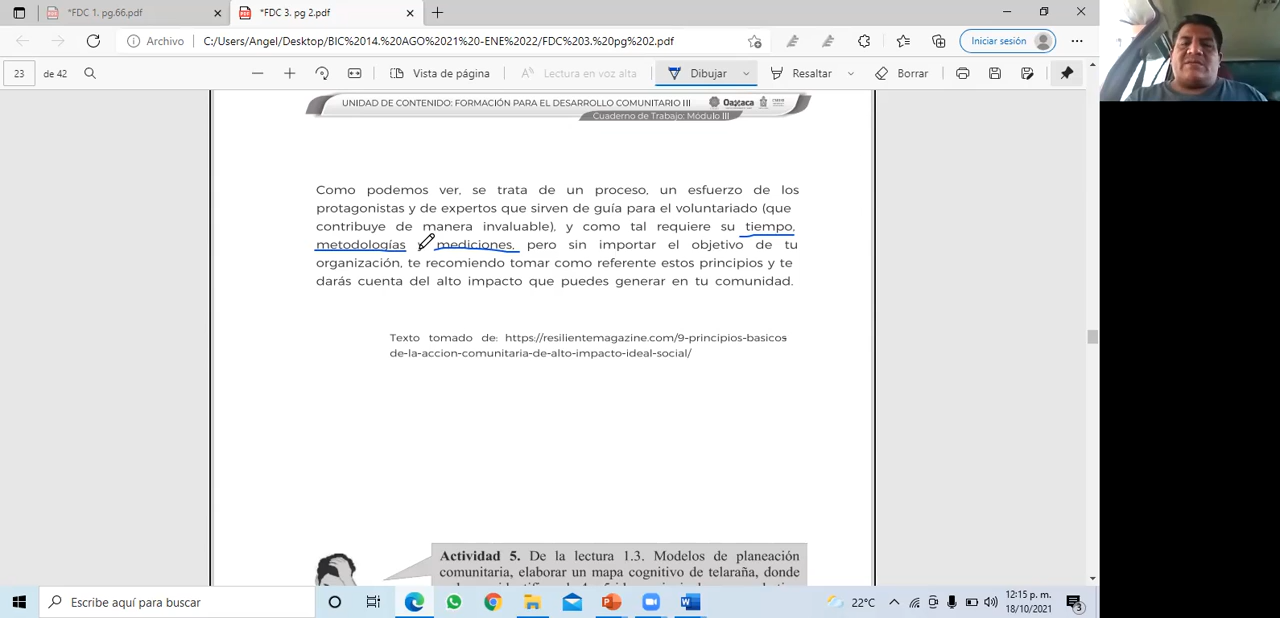 *FDC 1. pg.66.pdf
*FDC 3. pg 2.pdf
Archivo
C:/Users/Angel/Desktop/BIC%2014.%20AGO%2021%20ENE%2022/FDC%203.%20pg%202.pdf
Iniciar sesión
23 de 42
Vista de página
Lectura en voz alta
Dibujar
Resaltar
Borrar
UNIDAD DE CONTENIDO: FORMACIÓN PARA EL DESARROLLO COMUNITARIO III
Oaxaca
Cuaderno de Trabajo: Módulo III
Como podemos ver, se trata de un proceso, un esfuerzo de los
protagonistas y de expertos que sirven de guía para el voluntariado (que
contribuye de manera invaluable), y como tal requiere su tiempo,
metodologías y mediciones, pero sin importar el objetivo de tu
organización, te recomiendo tomar como referente estos principios y te
darás cuenta del alto impacto que puedes generar en tu comunidad.
Texto tomado de: https://resilientemagazine.com/9-principios-basicos
de-la-accion-comunitaria-de-alto-impacto-ideal-social/
Actividad 5. De la lectura 1.3. Modelos de planeación
comunitaria, elaborar un mapa cognitivo de telaraña, donde
Escribe aquí para buscar
22°C
12:15 p. m.
18/10/2021
3